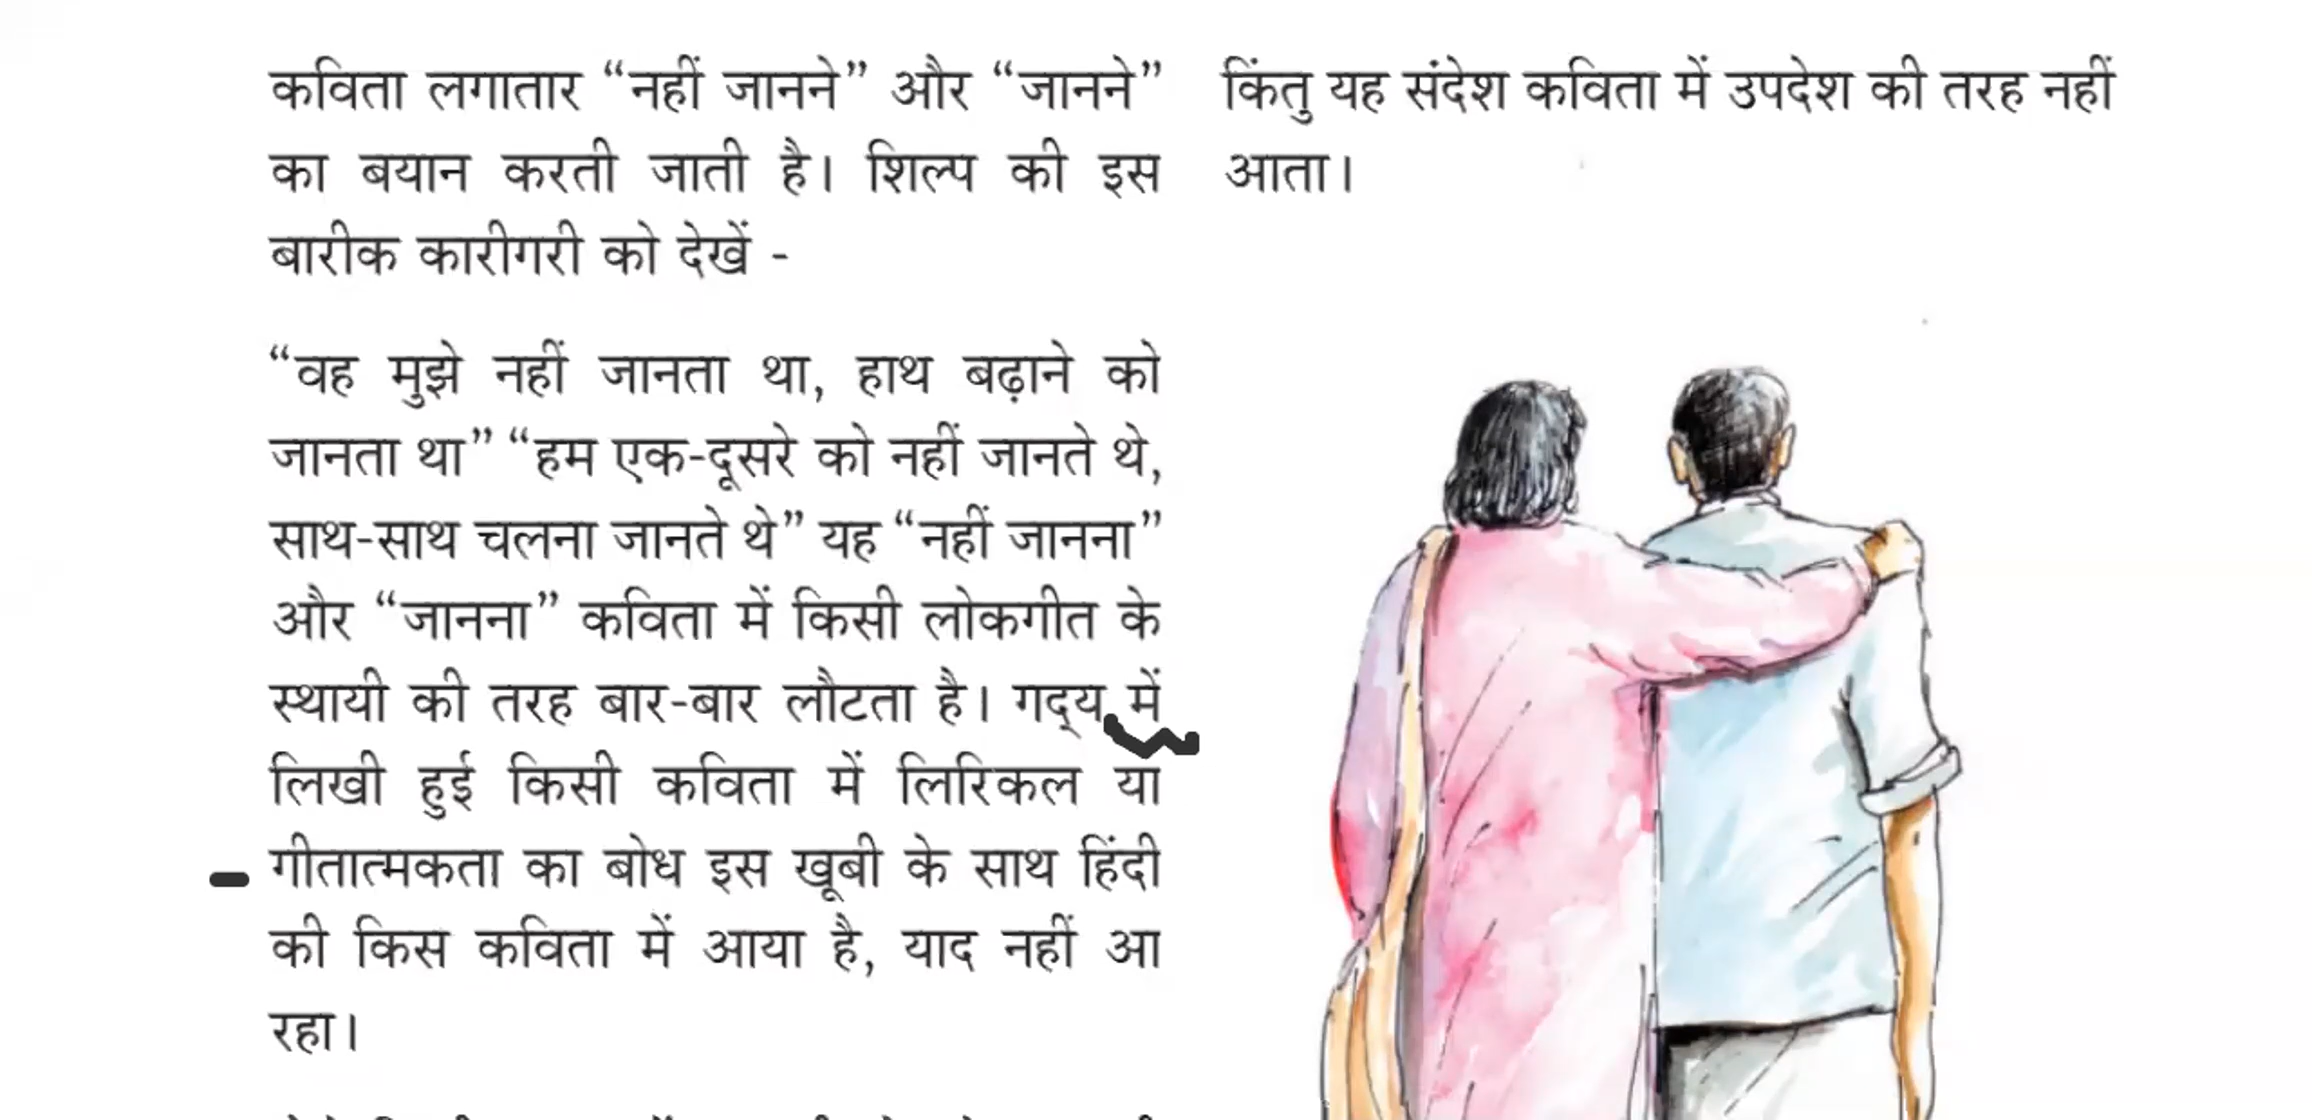 कविता लगातार “नहीं जानने” और “जानने”
का बयान करती जाती है। शिल्प की इस
बारीक कारीगरी को देखें -
“वह मुझे नहीं जानता था, हाथ बढ़ाने को
जानता था” “हम एक-दूसरे को नहीं जानते थे,
साथ-साथ चलना जानते थे” यह “नहीं जानना”
और “जानना” कविता में किसी लोकगीत के
स्थायी की तरह बार-बार लौटता है। गद्‌य में
लिखी हुई किसी कविता में लिरिकल या
गीतात्मकता का बोध इस खूबी के साथ हिंदी
की किस कविता में आया है, याद नहीं आ
रहा।
किंतु यह संदेश कविता में उपदेश की तरह नहीं
आता।